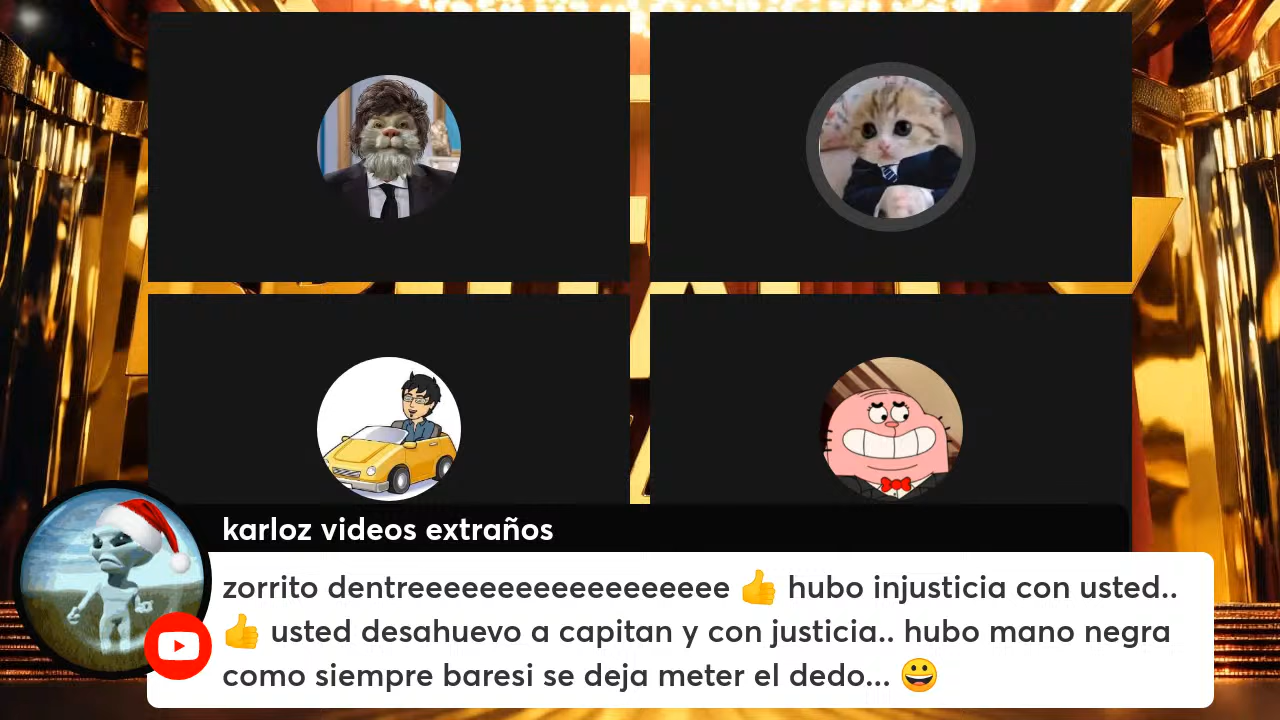 karloz videos extraños
zorrito dentreeeeeeeeeeeeeeeeee 👍 hubo injusticia con usted..
👍 usted desahuevo a capitan y con justicia.. hubo mano negra
como siempre baresi se deja meter el dedo... 😀